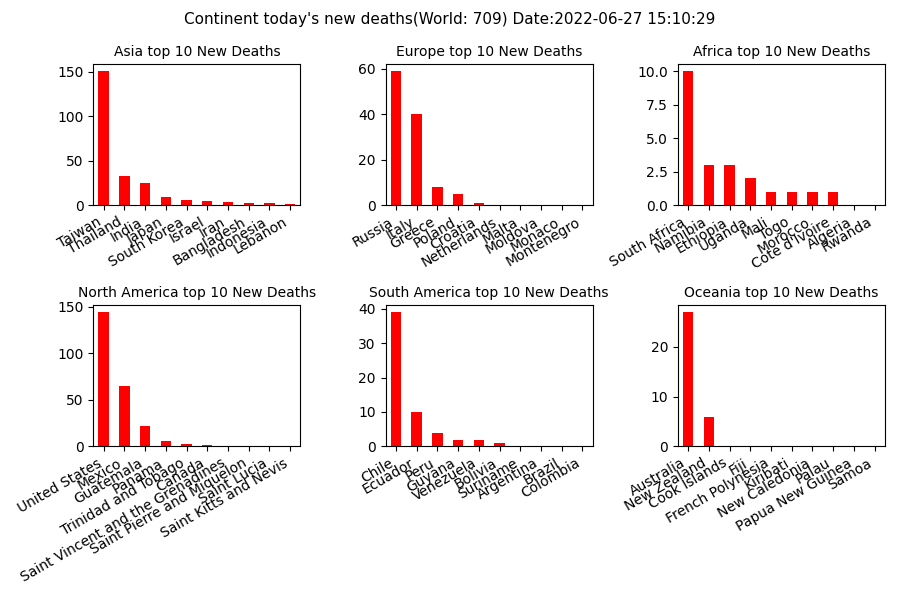 Continent today's new deaths(World: 709) Date:2022-06-27 15:10:29
Asia top 10 New Deaths
150
100
50
0
Taiwan
Thailand
India
Japan
South Korea
Israel
Iran
Bangladesh
Indonesia
Lebanon
Europe top 10 New Deaths
60
40
20
0
Russia
Italy
Greece
Poland
Croatia
Netherlands
Malta
Moldova
Monaco
Montenegro
Africa top 10 New Deaths
10.0
7.5
5.0
2.5
0.0
South Africa
Namibia
Ethiopia
Uganda
Mali
Togo
Morocco
Cote d'Ivoire
Algeria
Rwanda
North America top 10 New Deaths
150
100
50
0
United States
Mexico
Guatemala
Panama
Trinidad and Tobago
Canada
Saint Vincent and the Grenadines
Saint Pierre and Miquelon
Saint Lucia
Saint Kitts and Nevis
South America top 10 New Deaths
40
30
20
10
0
Chile
Ecuador
Peru
Guyana
Venezuela
Bolivia
Suriname
Argentina
Brazil
Colombia
Oceania top 10 New Deaths
20
10
0
Australia
New Zealand
Cook Islands
Fiji
French Polynesia
Kiribati
New Caledonia
Palau
Papua New Guinea
Samoa